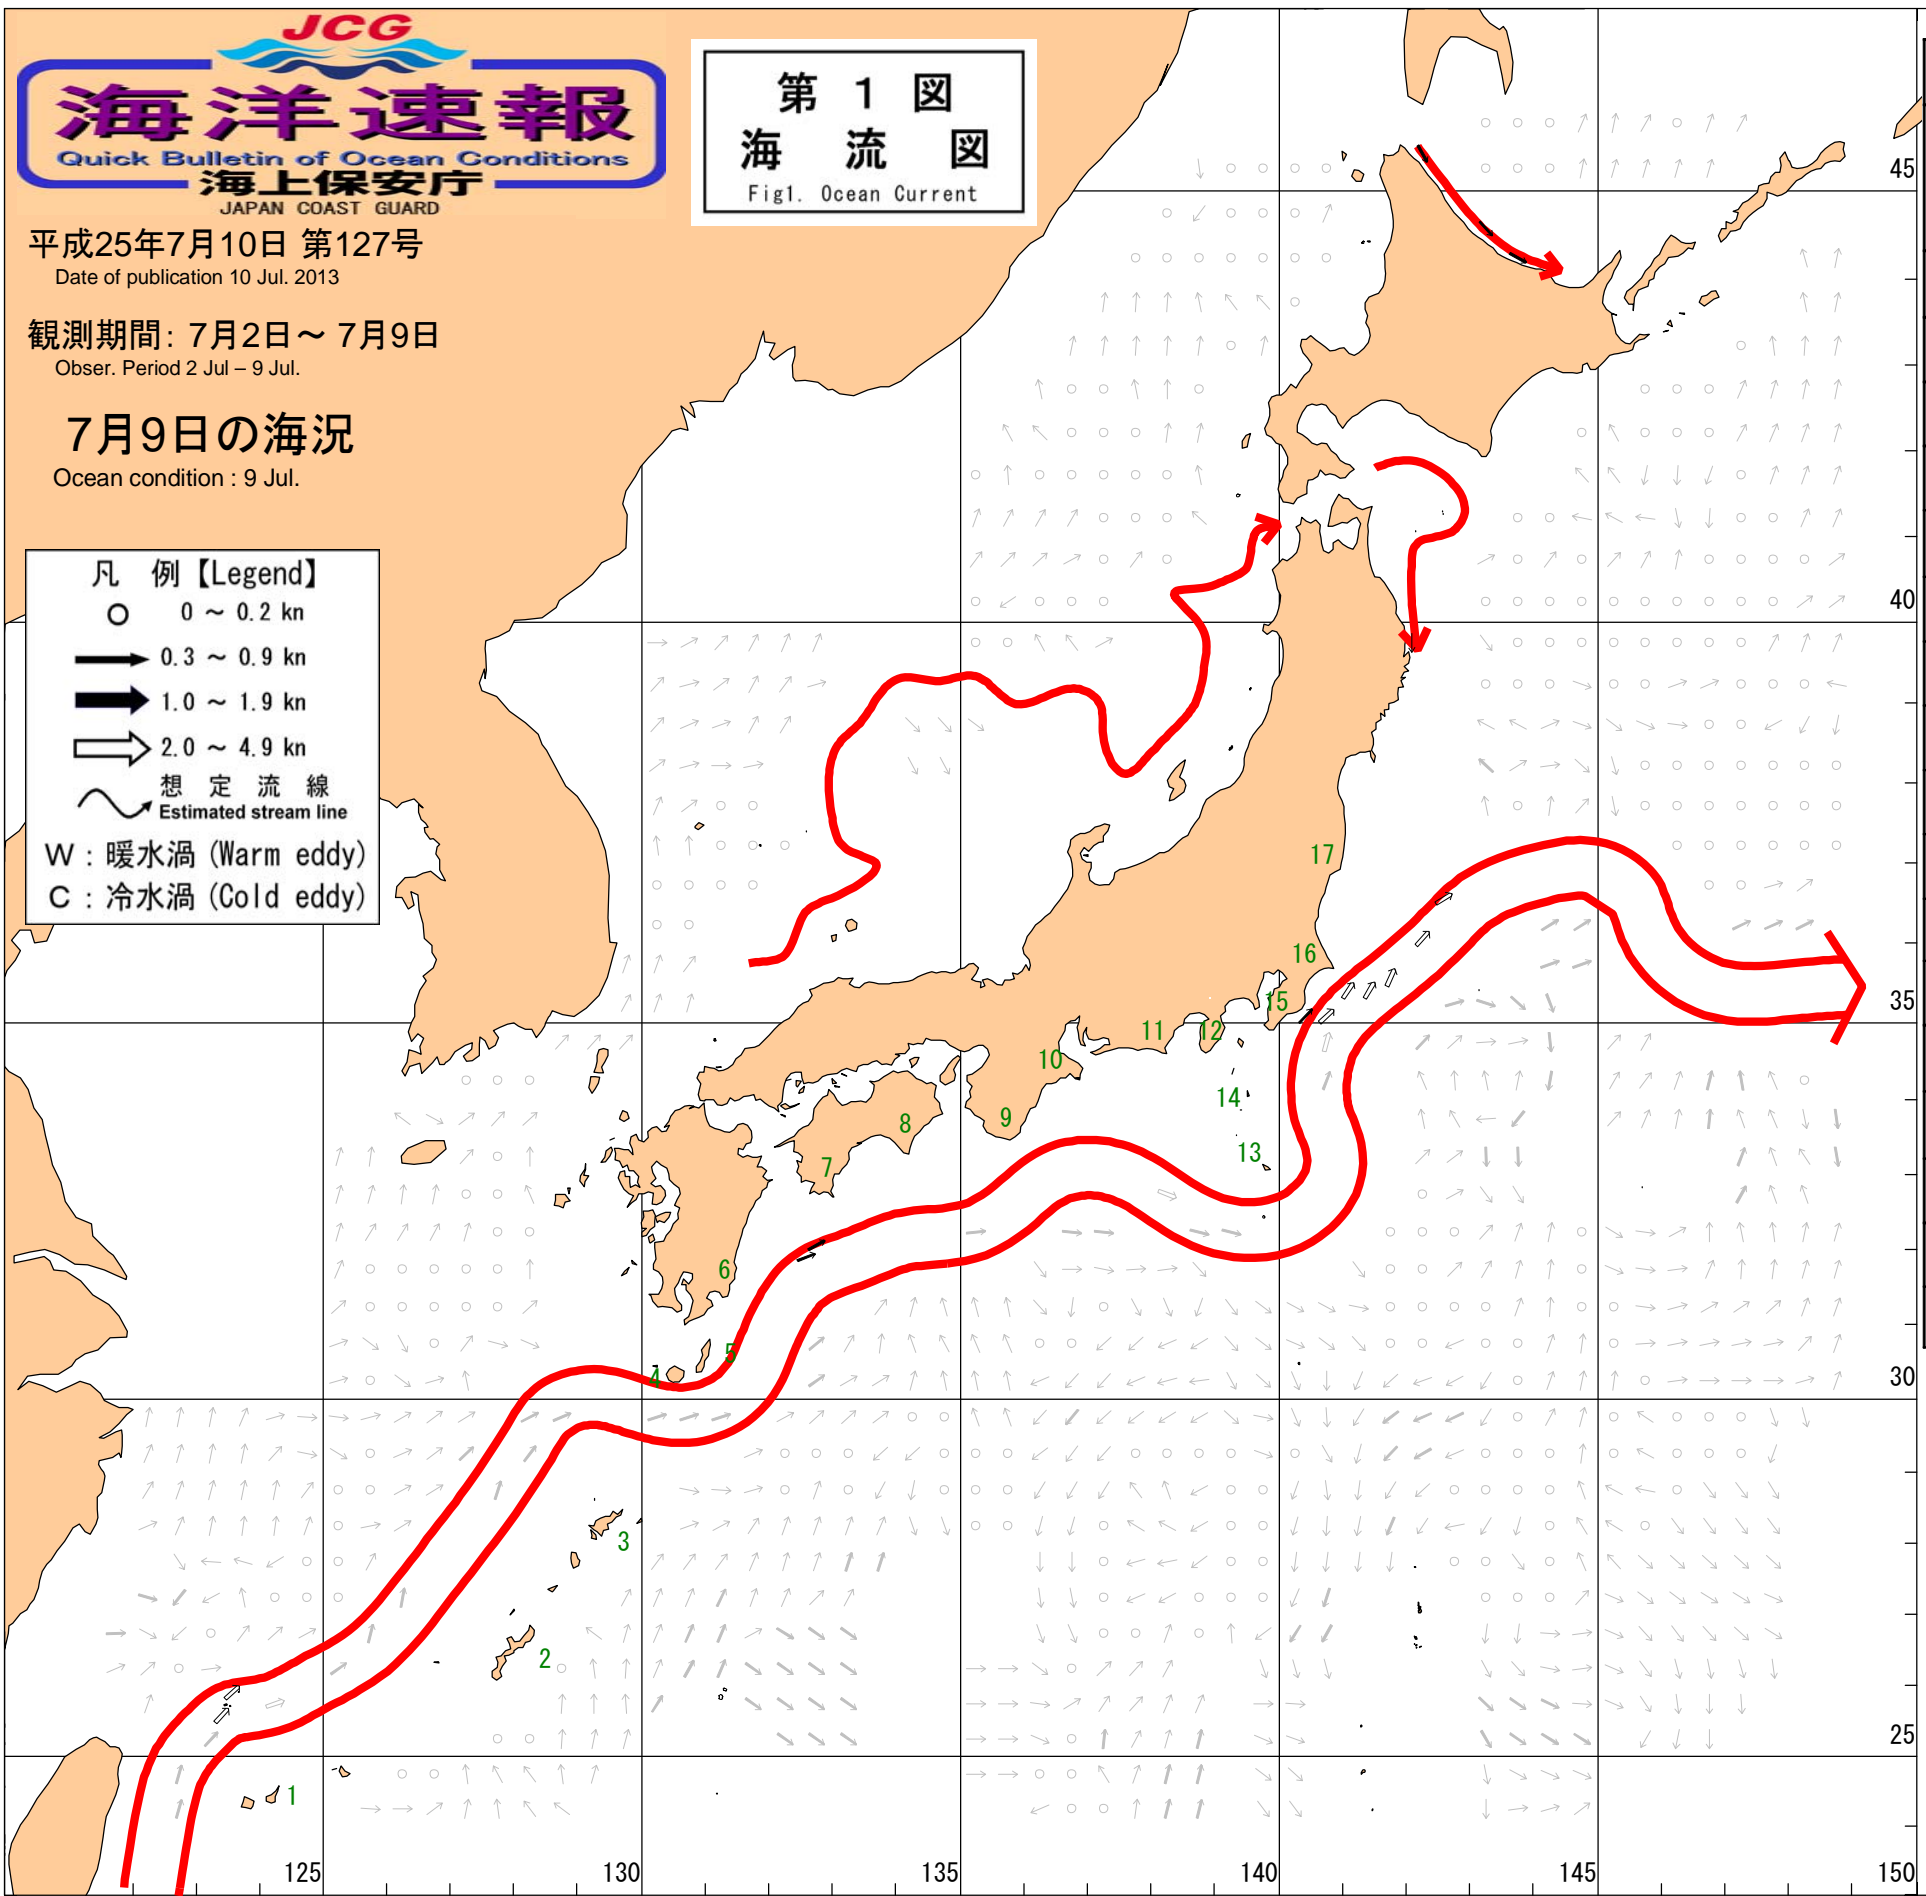 JCG
海洋速報
Quick Bulletin of Ocean Conditions
海上保安庁
JAPAN COAST GUARD
第 1 図
海 流 図
Fig1. Ocean Current
平成25年7月10日 第127号
Date of publication 10 Jul. 2013
観測期間: 7月2日～ 7月9日
Obser. Period 2 Jul – 9 Jul.
7月9日の海況
Ocean condition : 9 Jul.
凡 例【Legend】
0 ～ 0.2 kn
0.3 ～ 0.9 kn
1.0 ～ 1.9 kn
2.0 ～ 4.9 kn
想 定 流 線
Estimated stream line
W : 暖水渦 (Warm eddy)
C : 冷水渦 (Cold eddy)
45
40
17
16
15
35
11
12
10
14
9
8
13
7
6
5
4
30
3
2
25
1
125
130
135
140
145
150